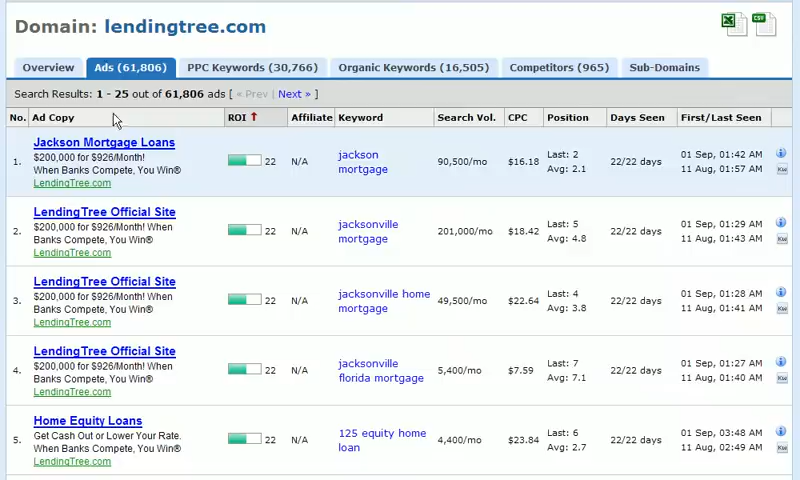 Domain: lendingtree.com
CSV
Overview Ads (61,806) PPC Keywords (30,766) Organic Keywords (16,505) Competitors (965) Sub-Domains
Search Results: 1 - 25 out of 61,806 ads [ « Prev | Next » ]
No. Ad Copy ROI ↑ Affiliate Keyword Search Vol. CPC Position Days Seen First/Last Seen
1.
Jackson Mortgage Loans
$200,000 for $926/Month!
When Banks Compete, You Win®
LendingTree.com
22 N/A
jackson
mortgage
90,500/mo $16.18
Last: 2
Avg: 2.1
22/22 days
01 Sep, 01:42 AM
11 Aug, 01:57 AM
Kw
2.
LendingTree Official Site
$200,000 for $926/Month! When
Banks Compete, You Win®
LendingTree.com
22 N/A
jacksonville
mortgage
201,000/mo $18.42
Last: 5
Avg: 4.8
22/22 days
01 Sep, 01:29 AM
11 Aug, 01:43 AM
Kw
3.
LendingTree Official Site
$200,000 for $926/Month! When
Banks Compete, You Win®
LendingTree.com
22 N/A
jacksonville home
mortgage
49,500/mo $22.64
Last: 4
Avg: 3.8
22/22 days
01 Sep, 01:28 AM
11 Aug, 01:41 AM
Kw
4.
LendingTree Official Site
$200,000 for $926/Month! When
Banks Compete, You Win®
LendingTree.com
22 N/A
jacksonville
florida mortgage
5,400/mo $7.59
Last: 7
Avg: 7.1
22/22 days
01 Sep, 01:27 AM
11 Aug, 01:40 AM
Kw
5.
Home Equity Loans
Get Cash Out or Lower Your Rate.
When Banks Compete, You Win®
LendingTree.com
22 N/A
125 equity home
loan
4,400/mo $23.84
Last: 6
Avg: 2.7
22/22 days
01 Sep, 03:48 AM
11 Aug, 02:49 AM
Kw